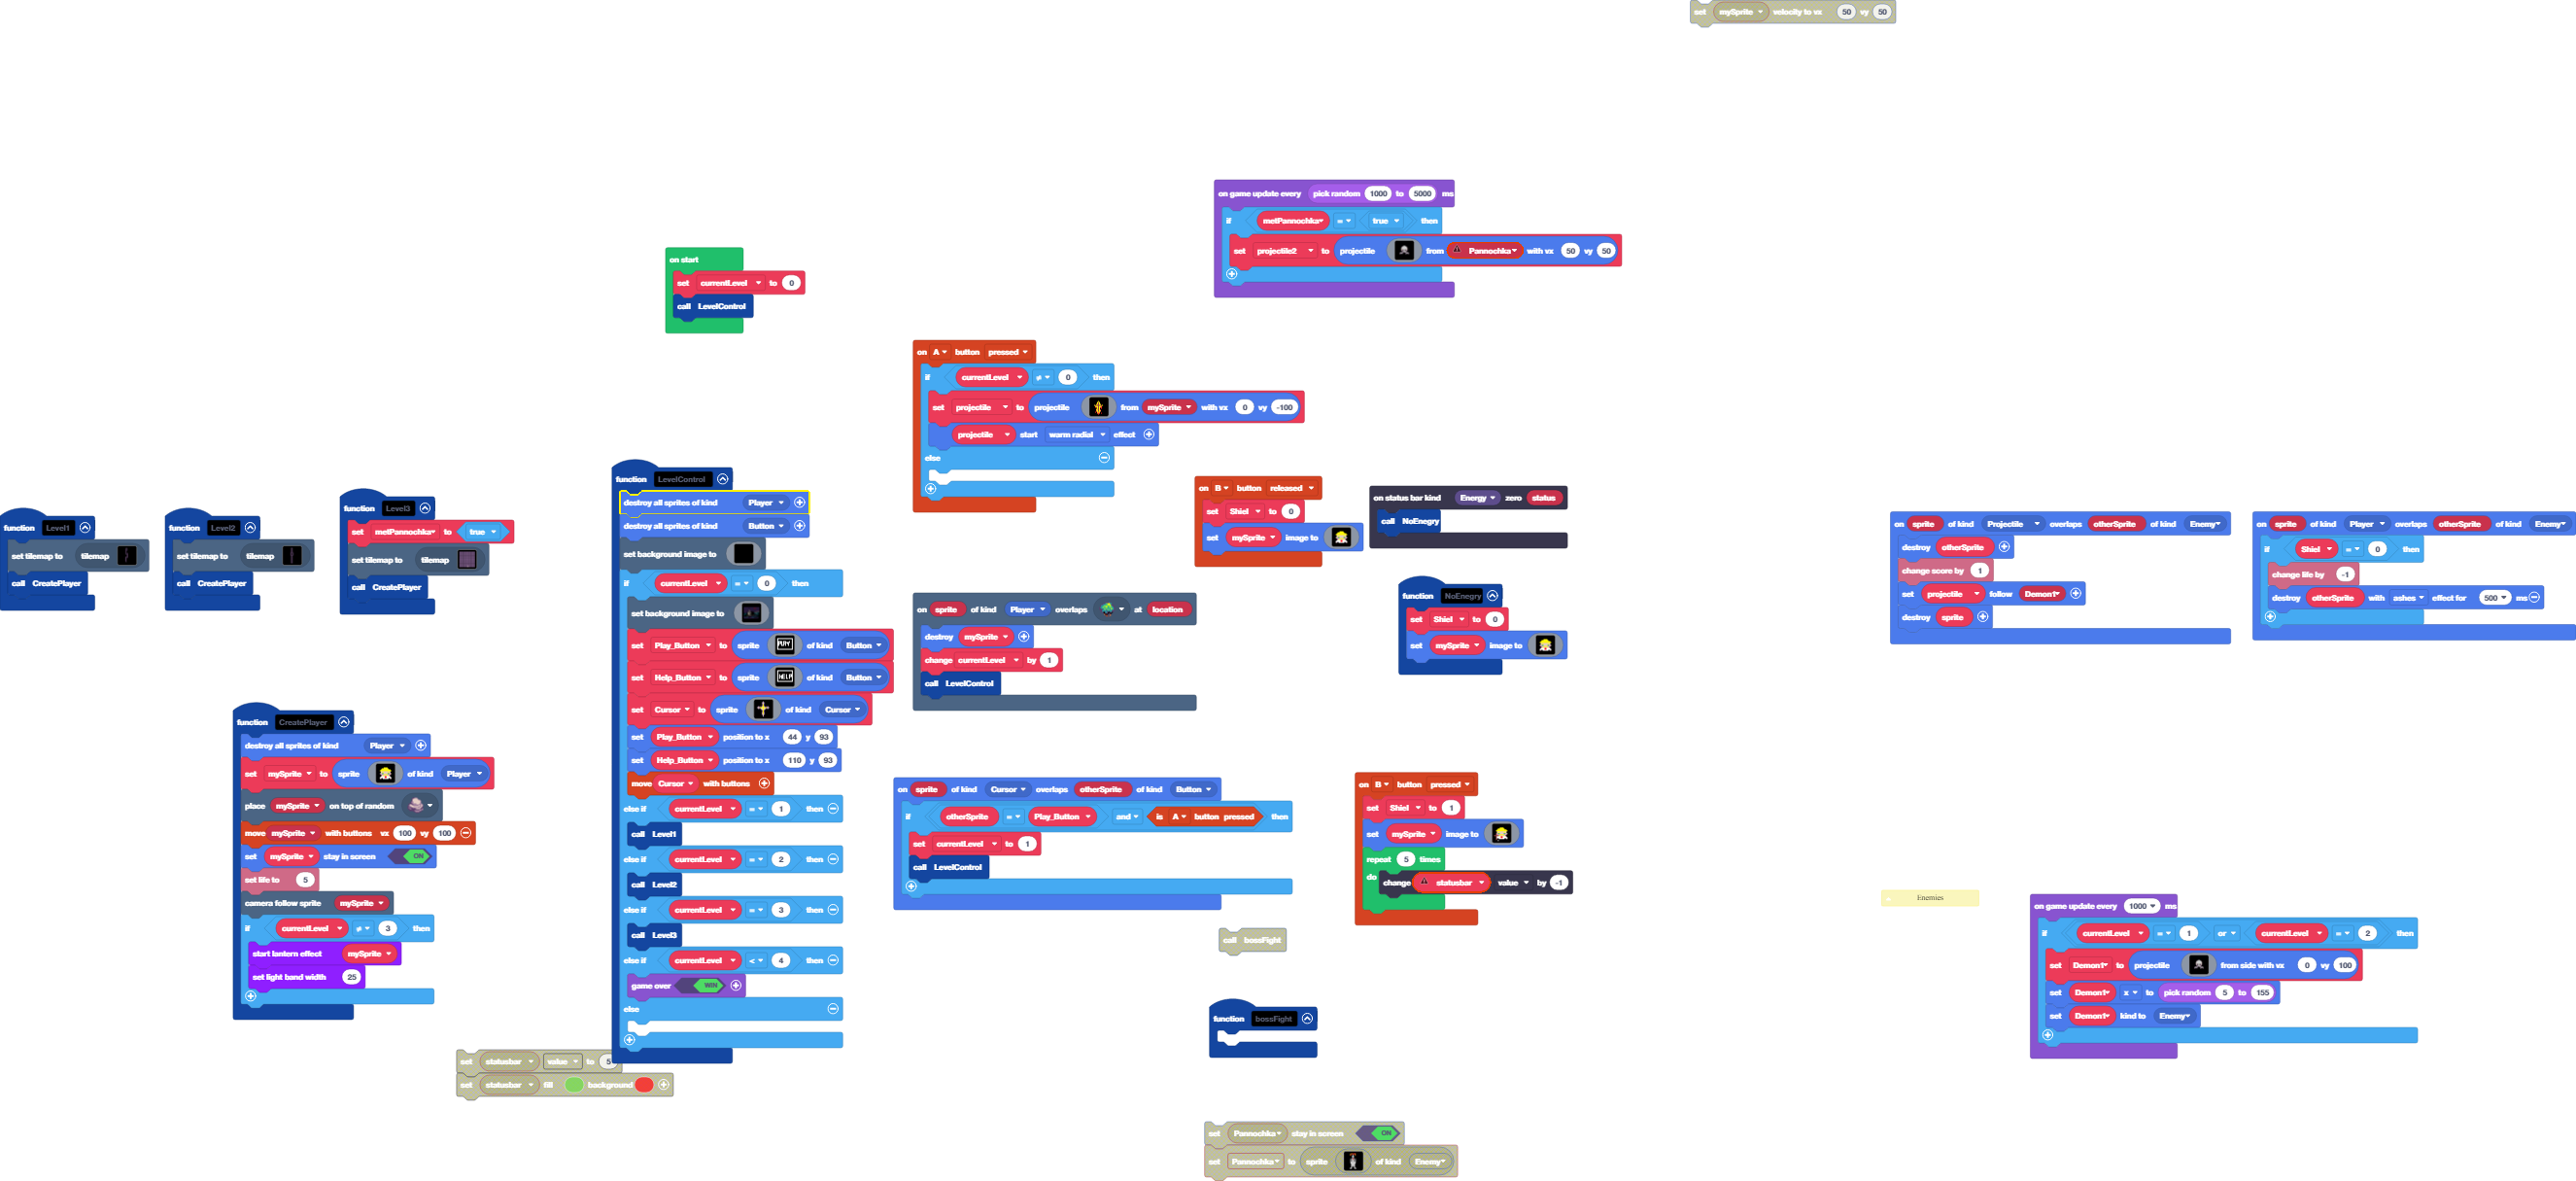 set mySprite velocity to vx 50 vy 50
on game update every pick random 1000 to 5000 ms
if metPannochka = true then
set projectile2 to projectile from Pannochka with vx 50 vy 50
on start
set currentLevel to 0
call LevelControl
on A button pressed
if currentLevel ≠ 0 then
set projectile to projectile from mySprite with vx 0 vy -100
projectile start warm radial effect
else
function Level1
set tilemap to tilemap
call CreatePlayer
function Level2
set tilemap to tilemap
call CreatePlayer
function Level3
set metPannochka to true
set tilemap to tilemap
call CreatePlayer
function LevelControl
destroy all sprites of kind Player
destroy all sprites of kind Button
set background image to
if currentLevel = 0 then
set background image to
set Play_Button to sprite PLAY of kind Button
set Help_Button to sprite HELP of kind Button
set Cursor to sprite of kind Cursor
set Play_Button position to x 44 y 93
set Help_Button position to x 110 y 93
move Cursor with buttons
else if currentLevel = 1 then
call Level1
else if currentLevel = 2 then
call Level2
else if currentLevel = 3 then
call Level3
else if currentLevel < 4 then
game over WIN
else
on B button released
set Shiel to 0
set mySprite image to
on status bar kind Energy zero status
call NoEnegry
function NoEnegry
set Shiel to 0
set mySprite image to
on sprite of kind Player overlaps at location
destroy mySprite
change currentLevel by 1
call LevelControl
on sprite of kind Projectile overlaps otherSprite of kind Enemy
destroy otherSprite
change score by 1
set projectile follow Demon1
destroy sprite
on sprite of kind Player overlaps otherSprite of kind Enemy
if Shiel = 0 then
change life by -1
destroy otherSprite with ashes effect for 500 ms
function CreatePlayer
destroy all sprites of kind Player
set mySprite to sprite of kind Player
place mySprite on top of random
move mySprite with buttons vx 100 vy 100
set mySprite stay in screen ON
set life to 5
camera follow sprite mySprite
if currentLevel ≠ 3 then
start lantern effect mySprite
set light band width 25
on sprite of kind Cursor overlaps otherSprite of kind Button
if otherSprite = Play_Button and is A button pressed then
set currentLevel to 1
call LevelControl
on B button pressed
set Shiel to 1
set mySprite image to
repeat 5 times
do change statusbar value by -1
call bossFight
function bossFight
Enemies
on game update every 1000 ms
if currentLevel = 1 or currentLevel = 2 then
set Demon1 to projectile from side with vx 0 vy 100
set Demon1 x to pick random 5 to 155
set Demon1 kind to Enemy
set statusbar value to 5
set statusbar fill background
set Pannochka stay in screen ON
set Pannochka to sprite of kind Enemy